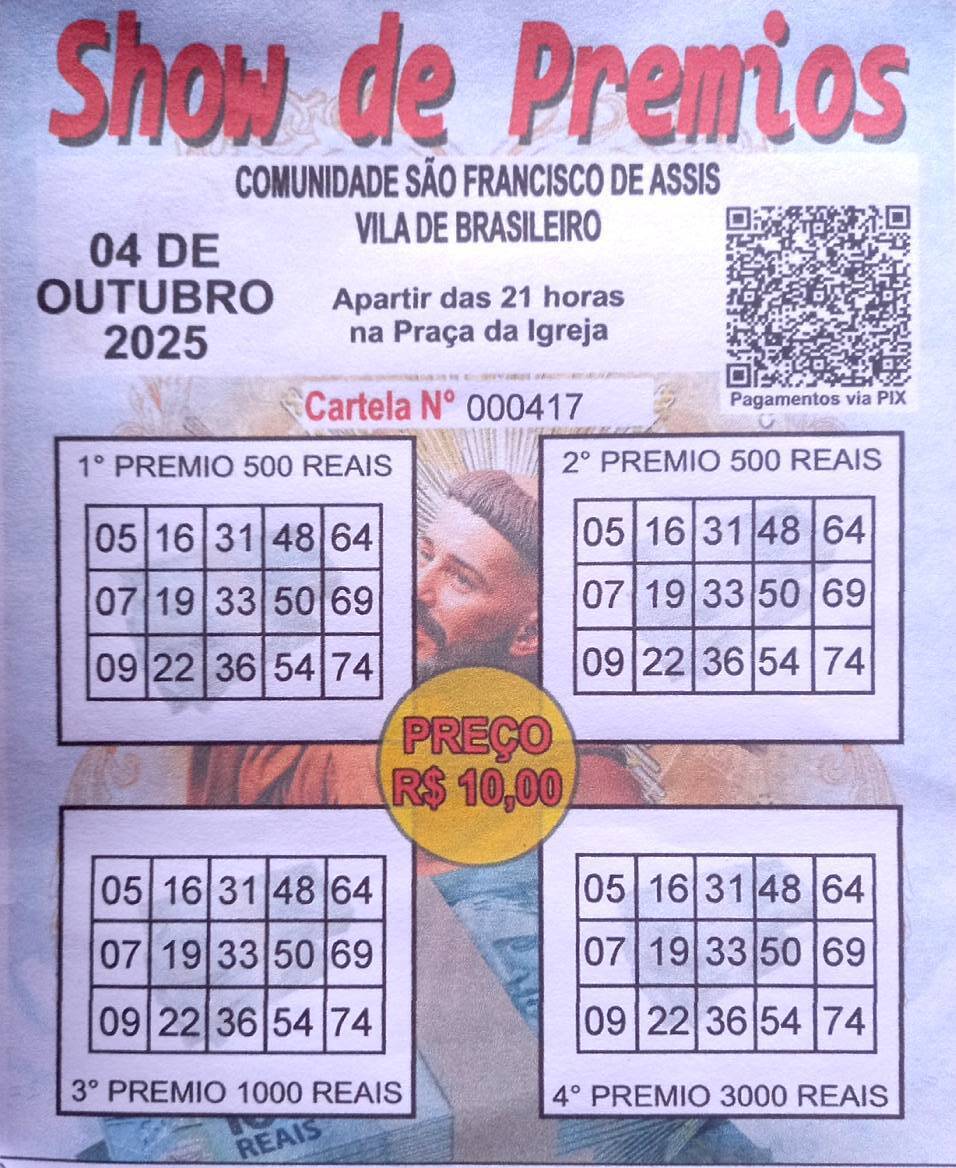 Show de Premios
COMUNIDADE SÃO FRANCISCO DE ASSIS
VILA DE BRASILEIRO
04 DE
OUTUBRO
2025
Apartir das 21 horas
na Praça da Igreja
Pagamentos via PIX
Cartela N° 000417
1° PREMIO 500 REAIS
05 16 31 48 64
07 19 33 50 69
09 22 36 54 74
2° PREMIO 500 REAIS
05 16 31 48 64
07 19 33 50 69
09 22 36 54 74
PREÇO
R$ 10,00
05 16 31 48 64
07 19 33 50 69
09 22 36 54 74
3° PREMIO 1000 REAIS
05 16 31 48 64
07 19 33 50 69
09 22 36 54 74
4° PREMIO 3000 REAIS
REAIS